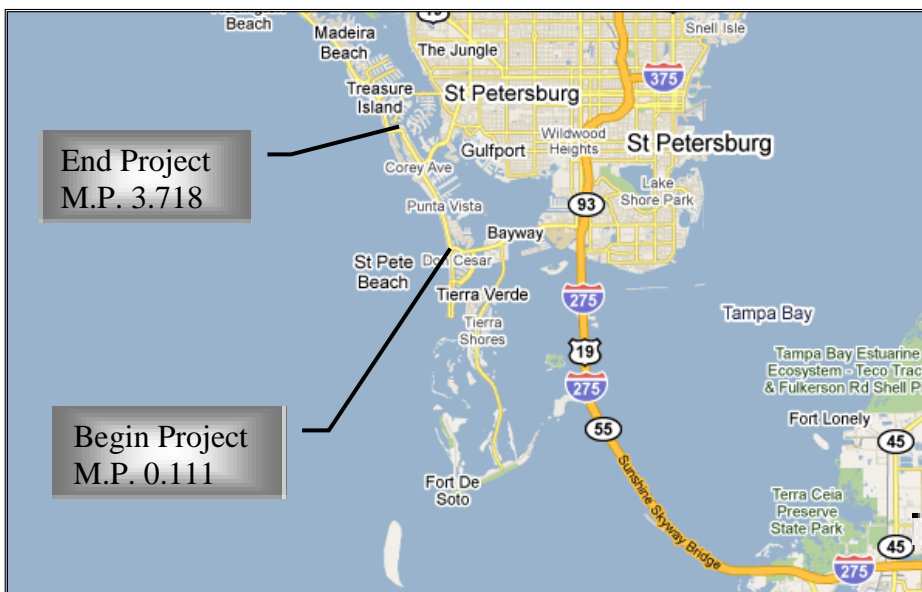 19
Beach
Madeira
Beach
The Jungle
Snell Isle
375
Treasure
Island
St Petersburg
End Project
M.P. 3.718
Wildwood
Heights
St Petersburg
Gulfport
Corey Ave
Lake
Shore Park
Punta Vista
93
Bayway
St Pete
Beach
Don Cesar
Tierra Verde
275
Tampa Bay
Tierra
Shores
19
Tampa Bay Estuarine
Ecosystem - Teco Trac
& Fulkerson Rd Shell P
275
Fort Lonely
Begin Project
M.P. 0.111
55
45
Fort De
Soto
Sunshine Skyway Bridge
Terra Ceia
Preserve
State Park
45
275